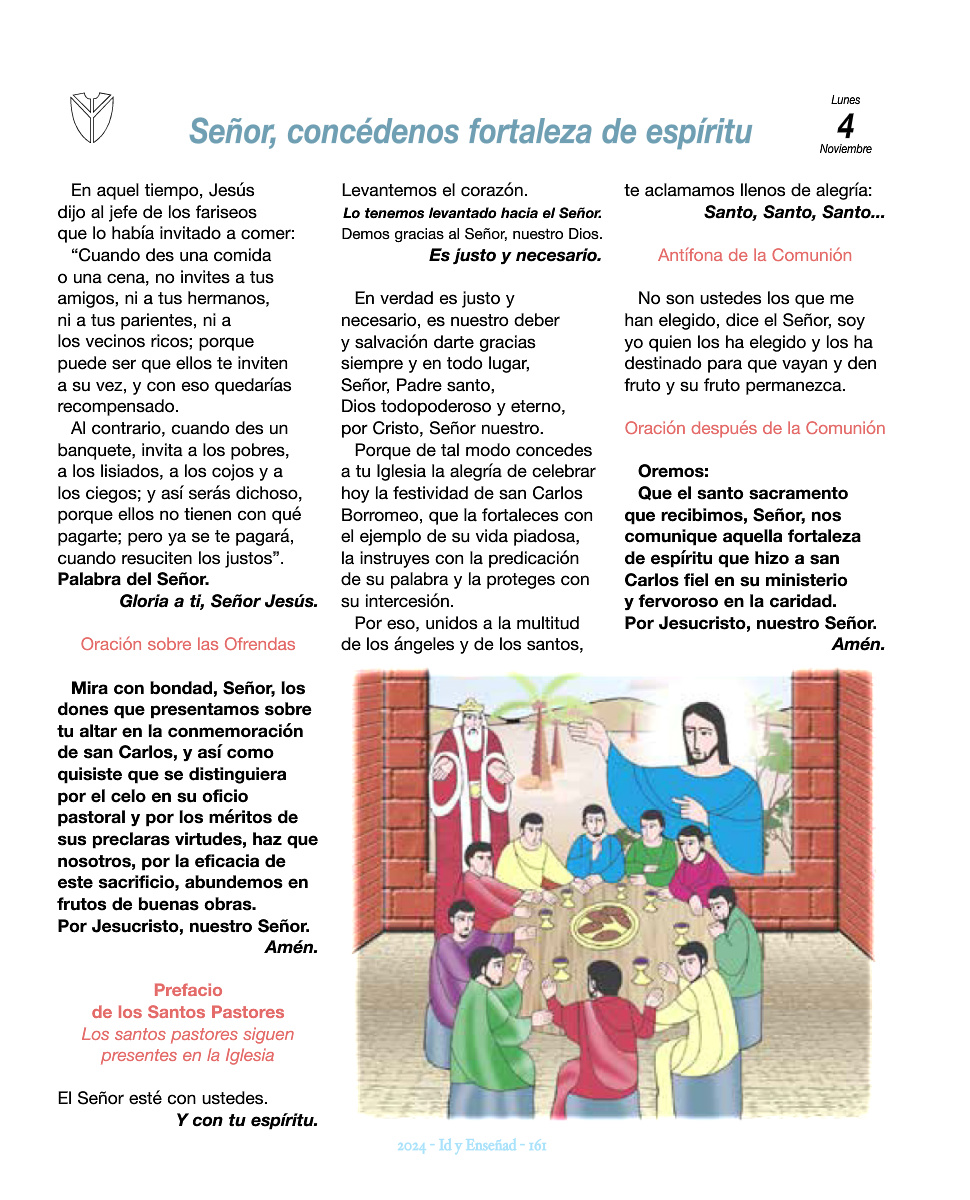 Señor, concédenos fortaleza de espíritu
Lunes
4
Noviembre
En aquel tiempo, Jesús
dijo al jefe de los fariseos
que lo había invitado a comer:
“Cuando des una comida
o una cena, no invites a tus
amigos, ni a tus hermanos,
ni a tus parientes, ni a
los vecinos ricos; porque
puede ser que ellos te inviten
a su vez, y con eso quedarías
recompensado.
Al contrario, cuando des un
banquete, invita a los pobres,
a los lisiados, a los cojos y a
los ciegos; y así serás dichoso,
porque ellos no tienen con qué
pagarte; pero ya se te pagará,
cuando resuciten los justos”.
Palabra del Señor.
Gloria a ti, Señor Jesús.
Oración sobre las Ofrendas
Mira con bondad, Señor, los
dones que presentamos sobre
tu altar en la conmemoración
de san Carlos, y así como
quisiste que se distinguiera
por el celo en su oficio
pastoral y por los méritos de
sus preclaras virtudes, haz que
nosotros, por la eficacia de
este sacrificio, abundemos en
frutos de buenas obras.
Por Jesucristo, nuestro Señor.
Amén.
Prefacio
de los Santos Pastores
Los santos pastores siguen
presentes en la Iglesia
El Señor esté con ustedes.
Y con tu espíritu.
Levantemos el corazón.
Lo tenemos levantado hacia el Señor.
Demos gracias al Señor, nuestro Dios.
Es justo y necesario.
En verdad es justo y
necesario, es nuestro deber
y salvación darte gracias
siempre y en todo lugar,
Señor, Padre santo,
Dios todopoderoso y eterno,
por Cristo, Señor nuestro.
Porque de tal modo concedes
a tu Iglesia la alegría de celebrar
hoy la festividad de san Carlos
Borromeo, que la fortaleces con
el ejemplo de su vida piadosa,
la instruyes con la predicación
de su palabra y la proteges con
su intercesión.
Por eso, unidos a la multitud
de los ángeles y de los santos,
te aclamamos llenos de alegría:
Santo, Santo, Santo...
Antífona de la Comunión
No son ustedes los que me
han elegido, dice el Señor, soy
yo quien los ha elegido y los ha
destinado para que vayan y den
fruto y su fruto permanezca.
Oración después de la Comunión
Oremos:
Que el santo sacramento
que recibimos, Señor, nos
comunique aquella fortaleza
de espíritu que hizo a san
Carlos fiel en su ministerio
y fervoroso en la caridad.
Por Jesucristo, nuestro Señor.
Amén.
2024 - Id y Enseñad - 161